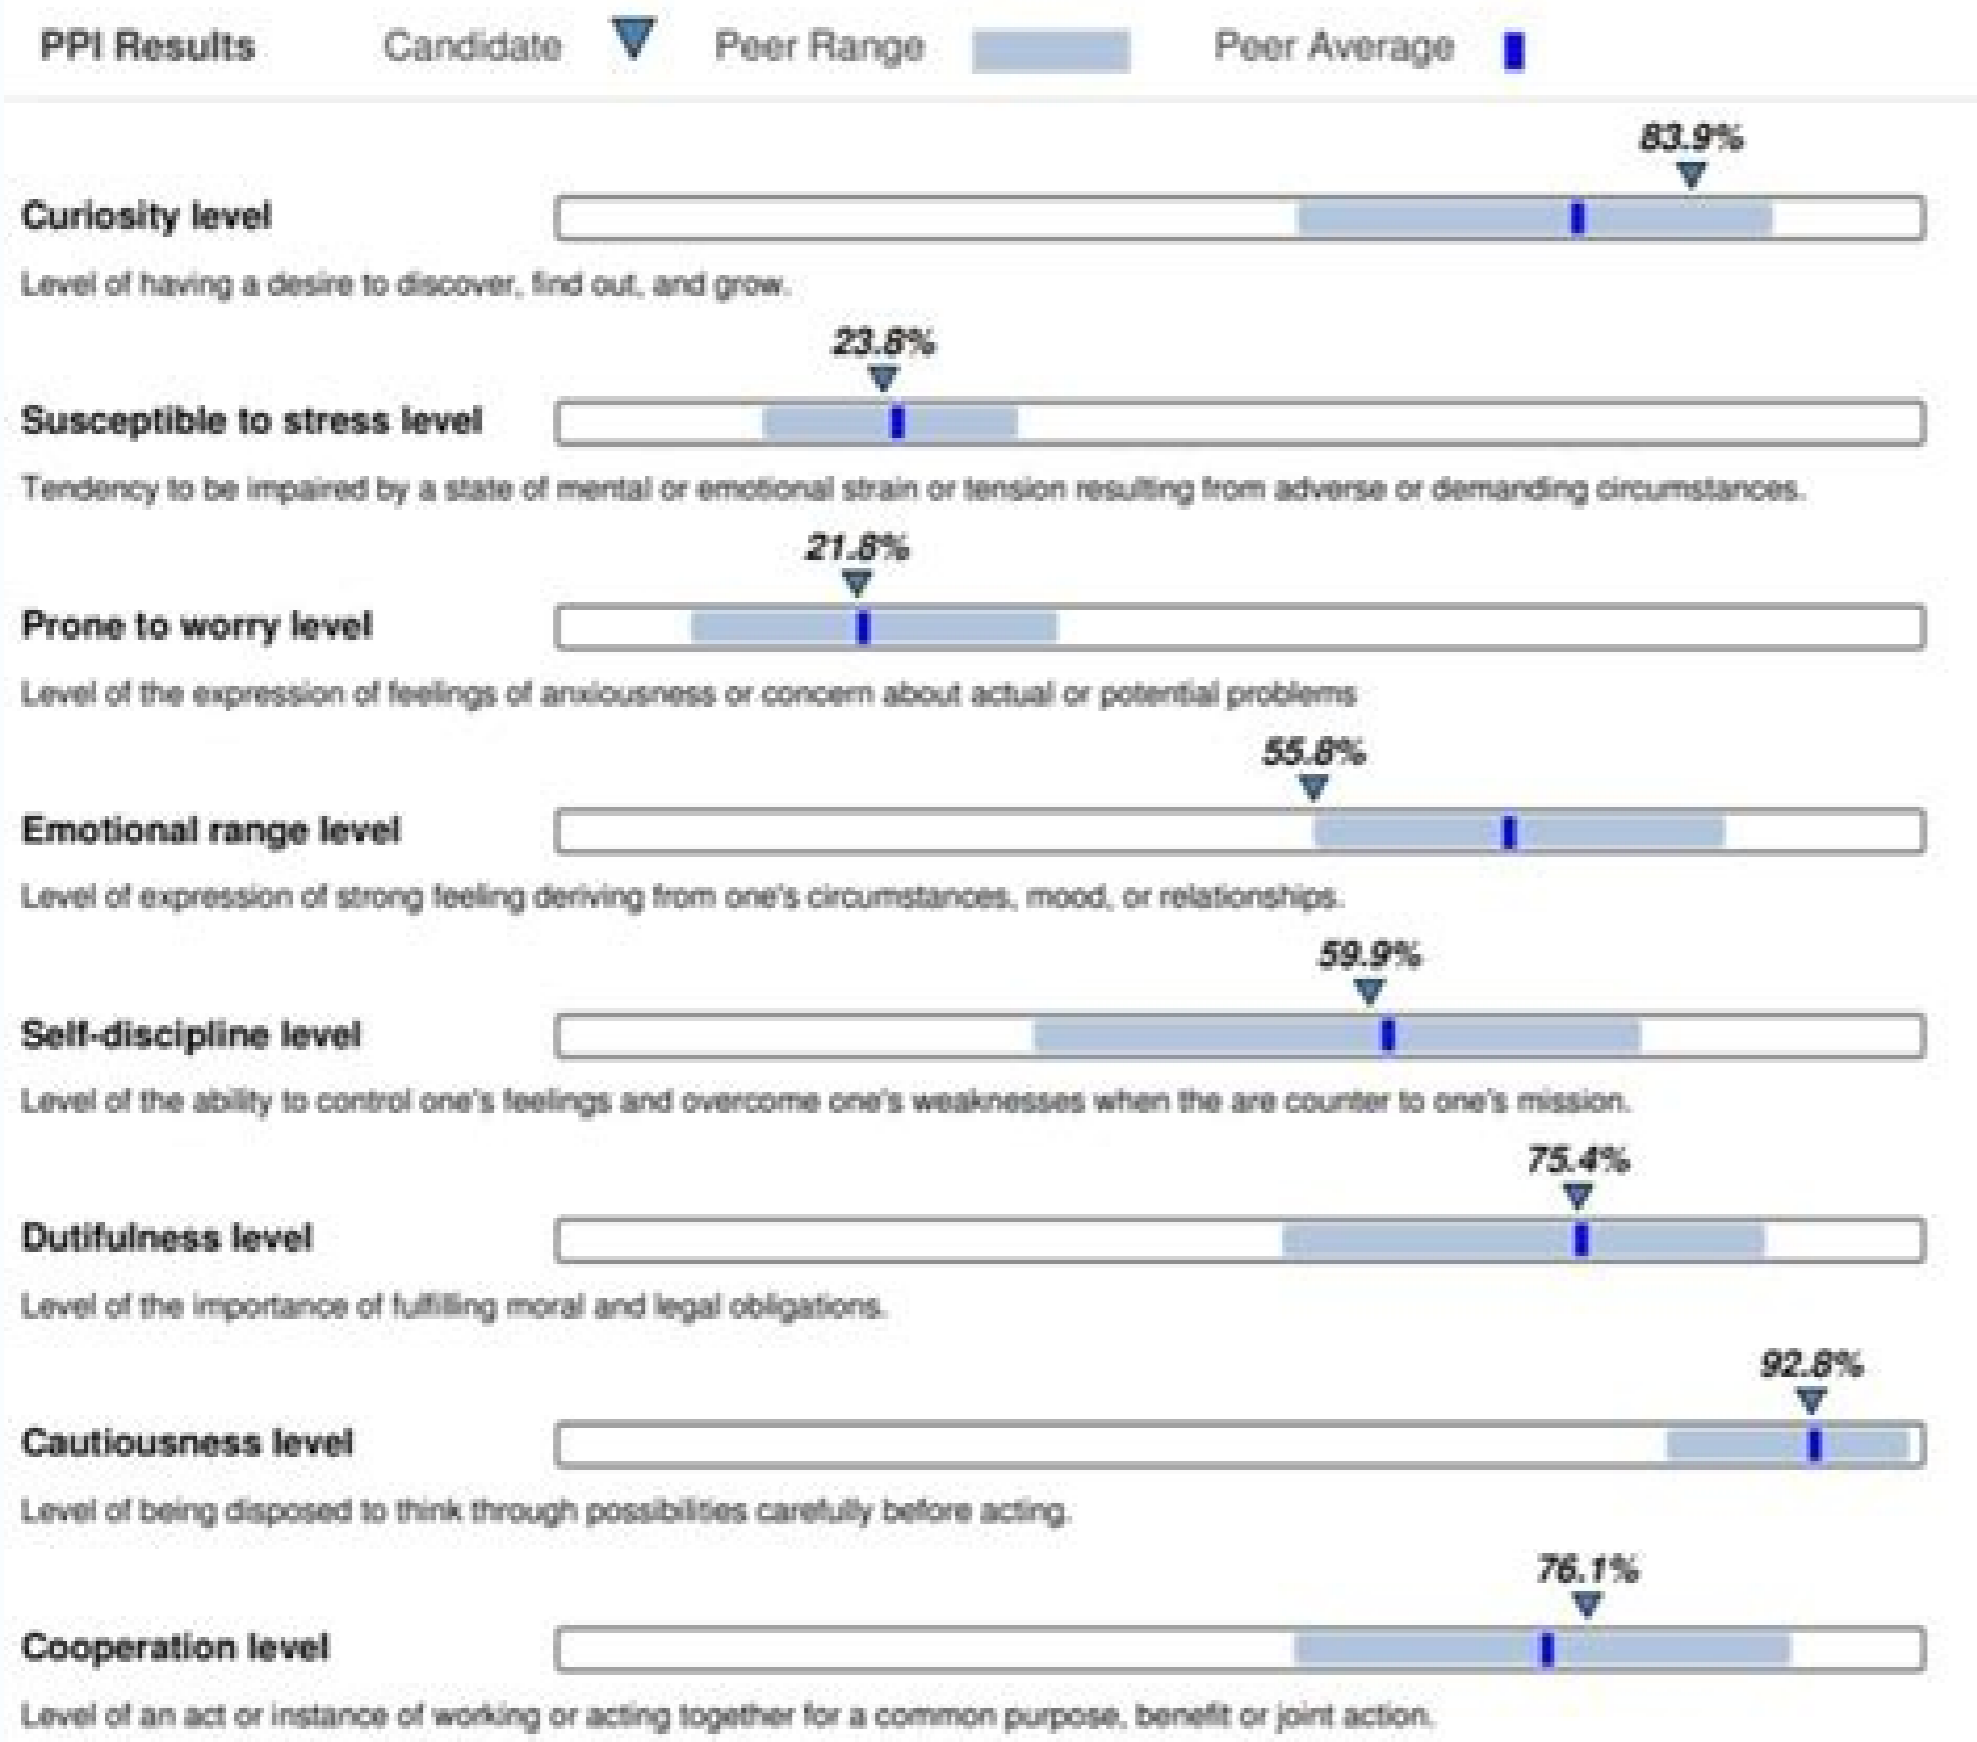 PPI Results Candidate Peer Range Peer Average
83.9%
Curiosity level
Level of having a desire to discover, find out, and grow.
23.8%
Susceptible to stress level
Tendency to be impaired by a state of mental or emotional strain or tension resulting from adverse or demanding circumstances.
21.8%
Prone to worry level
Level of the expression of feelings of anxiousness or concern about actual or potential problems
55.8%
Emotional range level
Level of expression of strong feeling deriving from one's circumstances, mood, or relationships.
59.9%
Self-discipline level
Level of the ability to control one's feelings and overcome one's weaknesses when the are counter to one's mission.
75.4%
Dutifulness level
Level of the importance of fulfilling moral and legal obligations.
92.8%
Cautiousness level
Level of being disposed to think through possibilities carefully before acting.
76.1%
Cooperation level
Level of an act or instance of working or acting together for a common purpose, benefit or joint action.